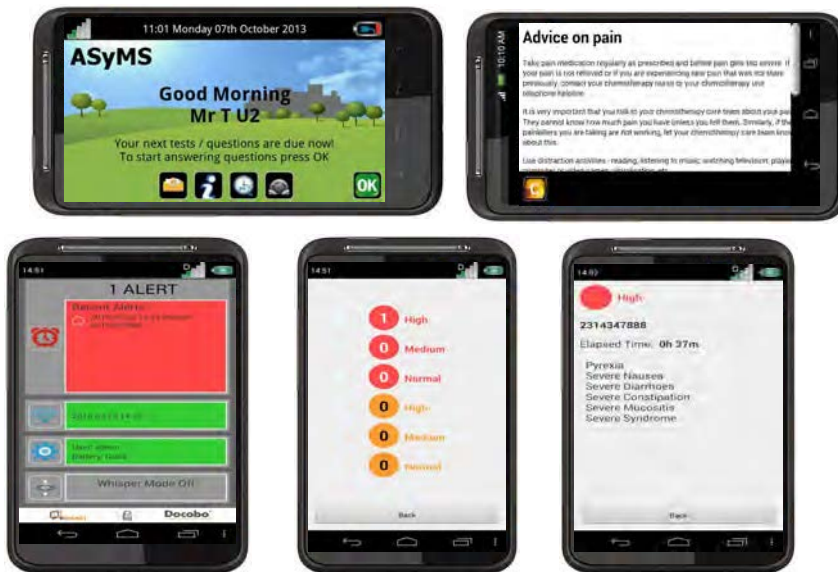 11:01 Monday 07th October 2013
ASyMS
Good Morning
Mr T U2
Your next tests / questions are due now!
To start answering questions press OK
OK
10:10 AM
Advice on pain
Take pain medication regularly as prescribed and before pain gets too severe. If
your pain is not relieved or if you are experiencing new pain that was not there
previously, contact your chemotherapy nurse or your chemotherapy unit
telephone helpline.
It is very important that you talk to your chemotherapy care team about your pain.
They cannot know how much pain you have unless you tell them. Similarly, if the
painkillers you are taking are not working, let your chemotherapy care team know
about this.
Use distraction activities - reading, listening to music, watching television, playing
14:51
1 ALERT
Recent Alerts
Whisper Mode Off
Docobo
14:51
1 High
0 Medium
0 Normal
0 High
0 Medium
0 Normal
Back
High
2314347888
Elapsed Time: 0h 37m
Pyrexia
Severe Nausea
Severe Diarrhoea
Severe Constipation
Severe Mucositis
Severe Syndrome
Back